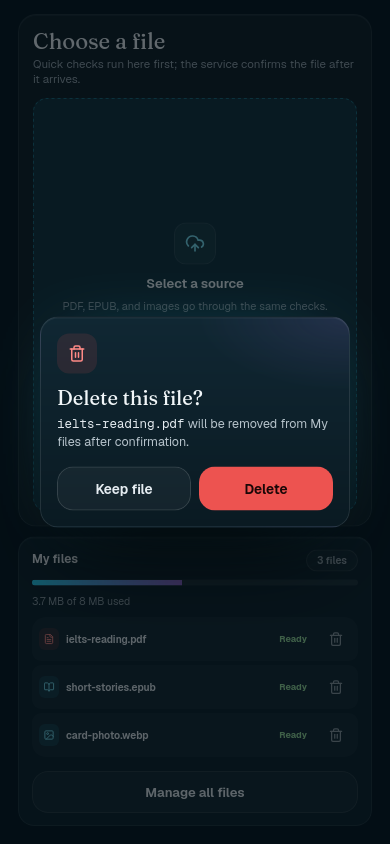 Choose a file
Quick checks run here first; the service confirms the file after
it arrives.
Select a source
PDF, EPUB, and images go through the same checks.
Delete this file?
ielts-reading.pdf will be removed from My
files after confirmation.
Keep file
Delete
My files
3 files
3.7 MB of 8 MB used
ielts-reading.pdf
Ready
short-stories.epub
Ready
card-photo.webp
Ready
Manage all files